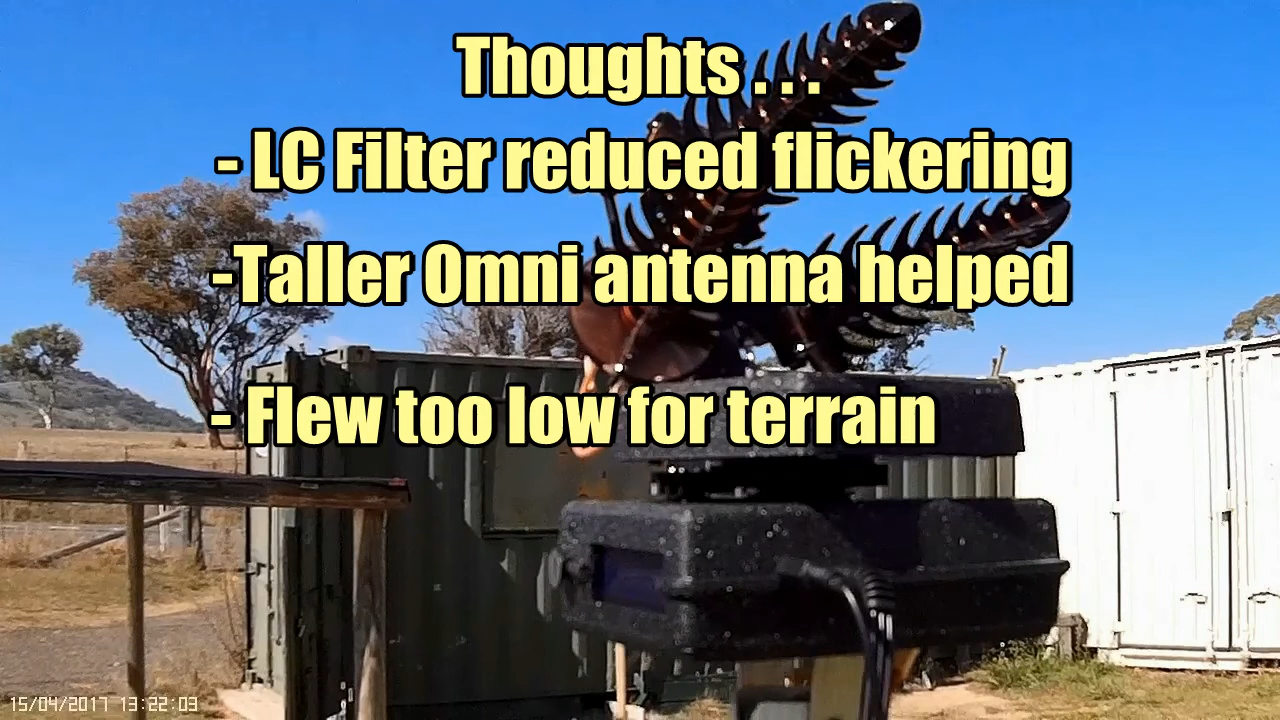 Thoughts . . .
- LC Filter reduced flickering
-Taller Omni antenna helped
- Flew too low for terrain
15/04/2017 13:22:03